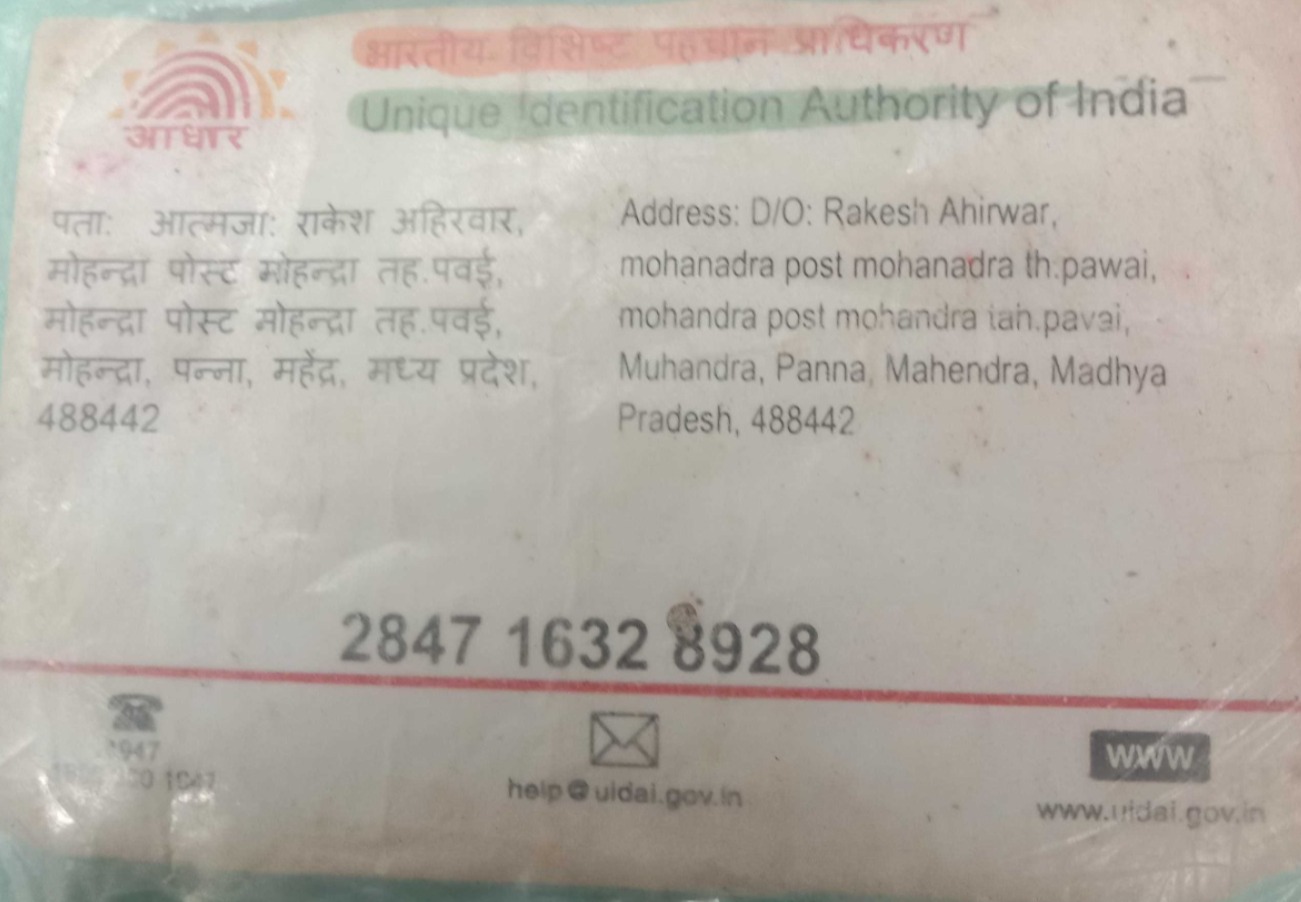 भारतीय विशिष्ट पहचान प्राधिकरण
Unique Identification Authority of India
आधार
पता: आत्मजा: राकेश अहिरवार,
मोहन्द्रा पोस्ट मोहन्द्रा तह.पवई,
मोहन्द्रा पोस्ट मोहन्द्रा तह.पवई,
मोहन्द्रा, पन्ना, महेंद्र, मध्य प्रदेश,
488442
Address: D/O: Rakesh Ahirwar,
mohanadra post mohanadra th.pawai,
mohandra post mohandra tah.pavai,
Muhandra, Panna, Mahendra, Madhya
Pradesh, 488442
2847 1632 8928
1947
help@uidai.gov.in
www
www.uidai.gov.in